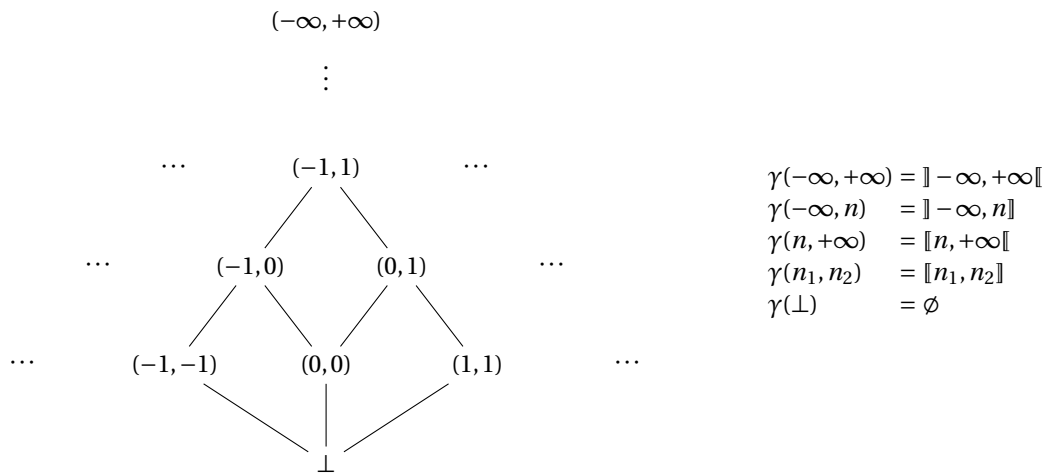 (−∞,+∞)
⋮
⋯ (−1,1) ⋯
⋯ (−1,0) (0,1) ⋯
⋯ (−1,−1) (0,0) (1,1) ⋯
⊥
γ(−∞,+∞) = ⟧−∞,+∞⟦
γ(−∞,n) = ⟧−∞,n⟧
γ(n,+∞) = ⟦n,+∞⟦
γ(n₁,n₂) = ⟦n₁,n₂⟧
γ(⊥) = ∅